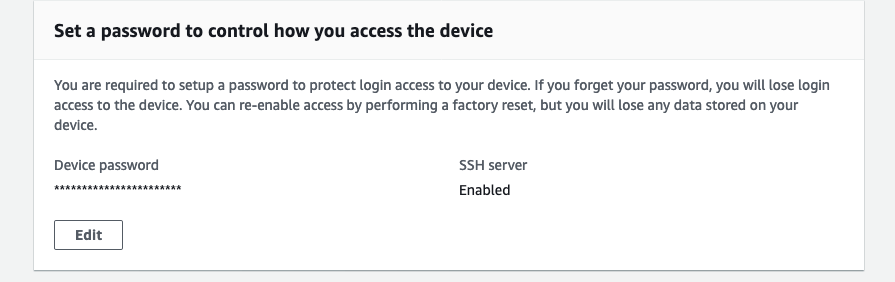 Set a password to control how you access the device
You are required to setup a password to protect login access to your device. If you forget your password, you will lose login
access to the device. You can re-enable access by performing a factory reset, but you will lose any data stored on your
device.
Device password
SSH server
***********************
Enabled
Edit